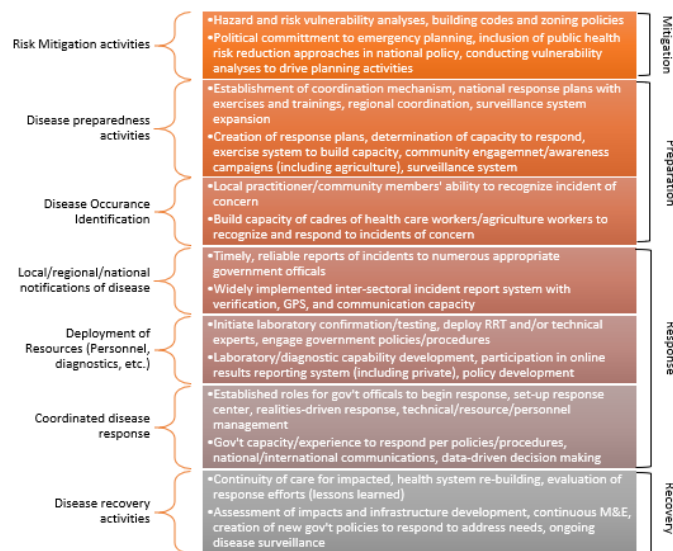 Risk Mitigation activities
•Hazard and risk vulnerability analyses, building codes and zoning policies
•Political committment to emergency planning, inclusion of public health
risk reduction approaches in national policy, conducting vulnerability
analyses to drive planning activities
Mitigation
Disease preparedness
activities
•Establishment of coordination mechanism, national response plans with
exercises and trainings, regional coordination, surveillance system
expansion
•Creation of response plans, determination of capacity to respond,
exercise system to build capacity, community engagemnet/awareness
campaigns (including agriculture), surveillance system
Preparation
Disease Occurance
Identification
•Local practitioner/community members' ability to recognize incident of
concern
•Build capacity of cadres of health care workers/agriculture workers to
recognize and respond to incidents of concern
Local/regional/national
notifications of disease
•Timely, reliable reports of incidents to numerous appropriate
government officals
•Widely implemented inter-sectoral incident report system with
verification, GPS, and communication capacity
Deployment of
Resources (Personnel,
diagnostics, etc.)
•Initiate laboratory confirmation/testing, deploy RRT and/or technical
experts, engage government policies/procedures
•Laboratory/diagnostic capability development, participation in online
results reporting system (including private), policy development
Response
Coordinated disease
response
•Established roles for gov't officals to begin response, set-up response
center, realities-driven response, technical/resource/personnel
management
•Gov't capacity/experience to respond per policies/procedures,
national/international communications, data-driven decision making
Disease recovery
activities
•Continuity of care for impacted, health system re-building, evaluation of
response efforts (lessons learned)
•Assessment of impacts and infrastructure development, continuous M&E,
creation of new gov't policies to respond to address needs, ongoing
disease surveillance
Recovery